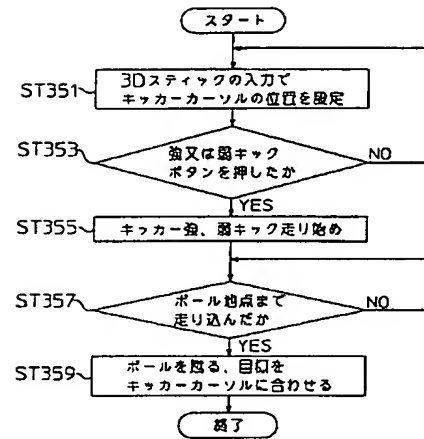 スタート
ST351
3Dスティックの入力で
キッカーカーソルの位置を設定
ST353
強又は弱キック
ボタンを押したか
NO
YES
ST355
キッカー強、弱キック走り始め
ST357
ボール地点まで
走り込んだか
NO
YES
ST359
ボールを蹴る、目標を
キッカーカーソルに合わせる
終了